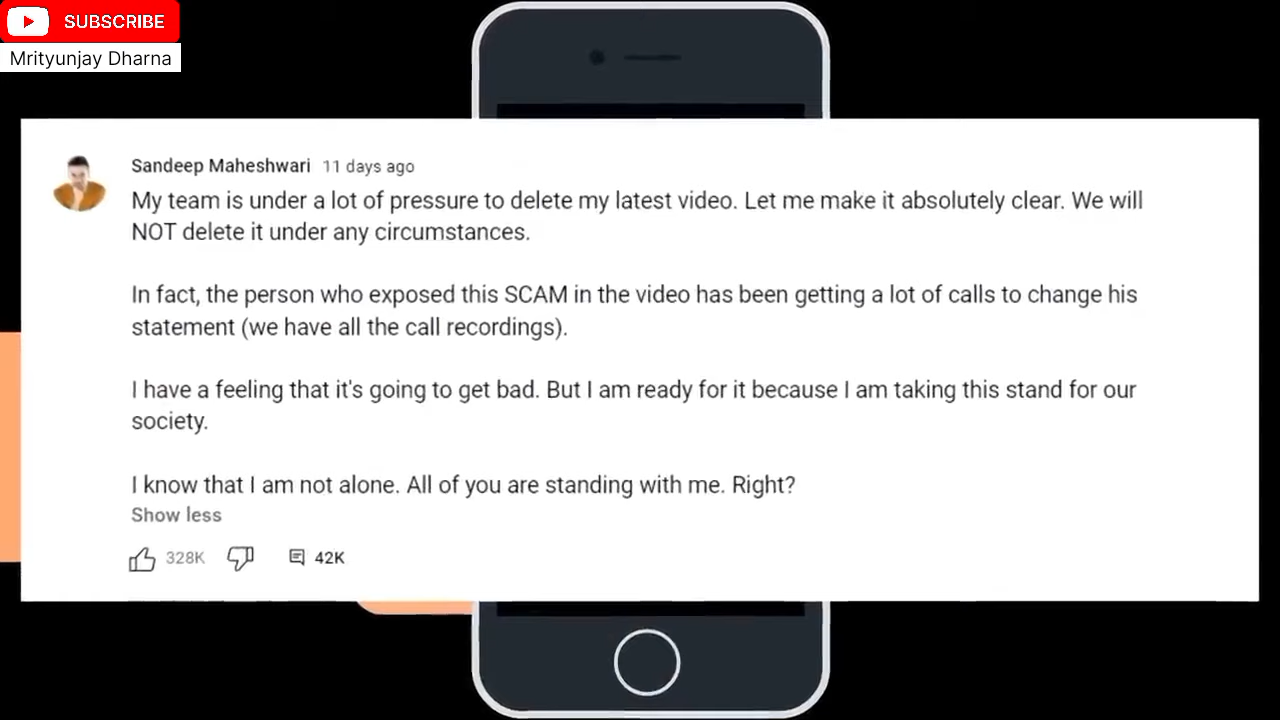 SUBSCRIBE
Mrityunjay Dharna
Sandeep Maheshwari 11 days ago
My team is under a lot of pressure to delete my latest video. Let me make it absolutely clear. We will
NOT delete it under any circumstances.
In fact, the person who exposed this SCAM in the video has been getting a lot of calls to change his
statement (we have all the call recordings).
I have a feeling that it's going to get bad. But I am ready for it because I am taking this stand for our
society.
I know that I am not alone. All of you are standing with me. Right?
Show less
328K 42K